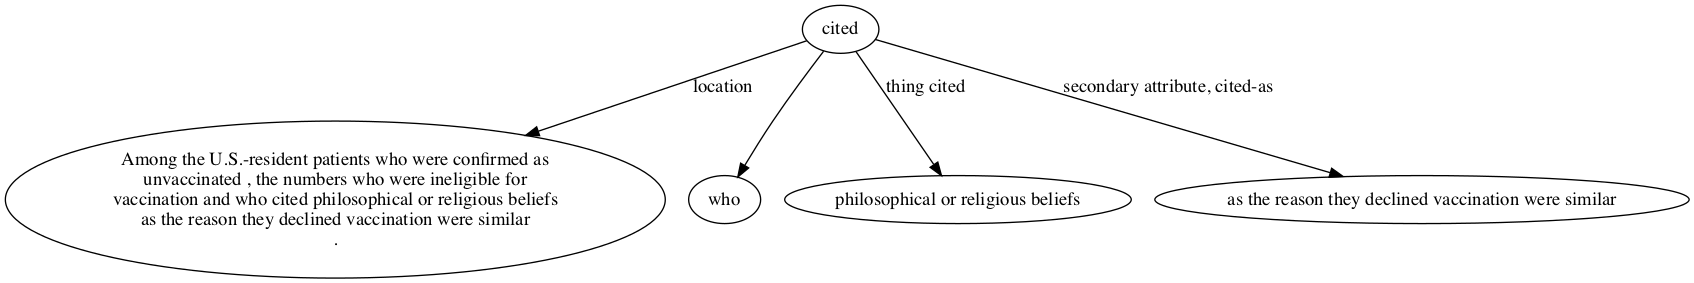 cited
location
thing cited
secondary attribute, cited-as
Among the U.S.-resident patients who were confirmed as
unvaccinated , the numbers who were ineligible for
vaccination and who cited philosophical or religious beliefs
as the reason they declined vaccination were similar
.
who
philosophical or religious beliefs
as the reason they declined vaccination were similar